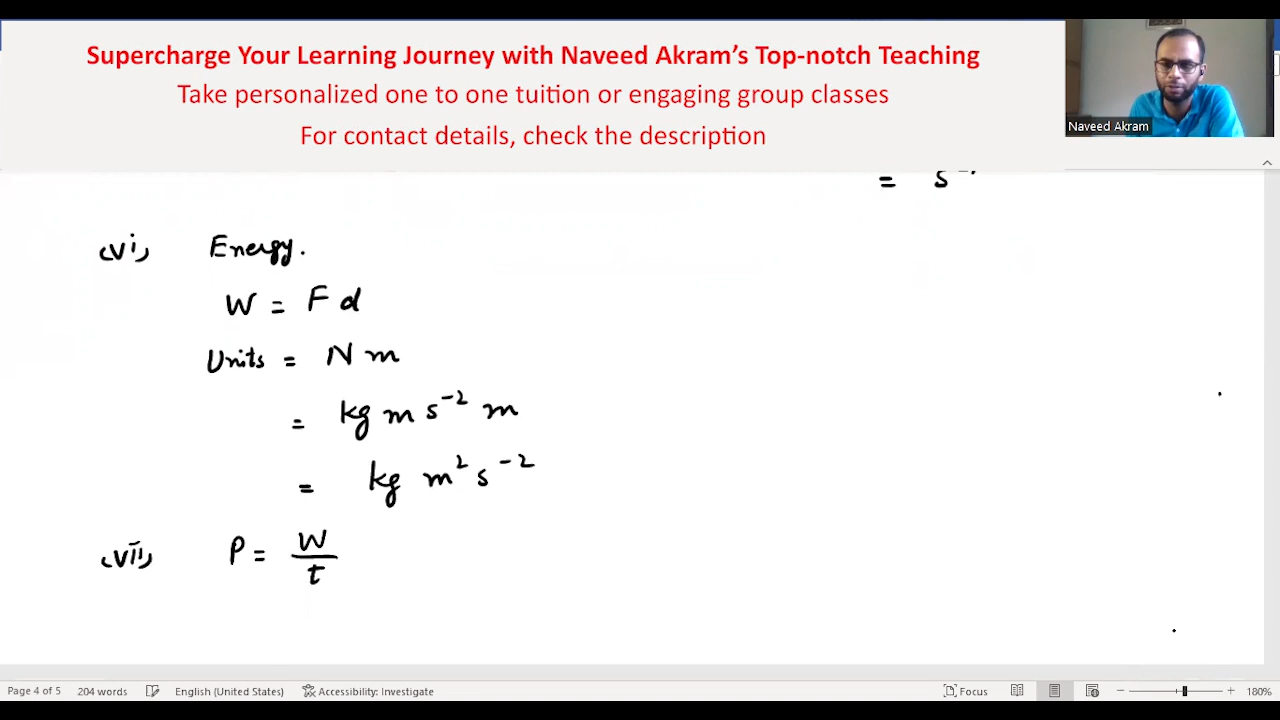 Supercharge Your Learning Journey with Naveed Akram’s Top-notch Teaching
Take personalized one to one tuition or engaging group classes
For contact details, check the description
Naveed Akram
= s⁻¹
(vi) Energy.
W = F d
Units = N m
= kg m s⁻² m
= kg m² s⁻²
(vii) P = W/t
Page 4 of 5 204 words English (United States) Accessibility: Investigate Focus 180%